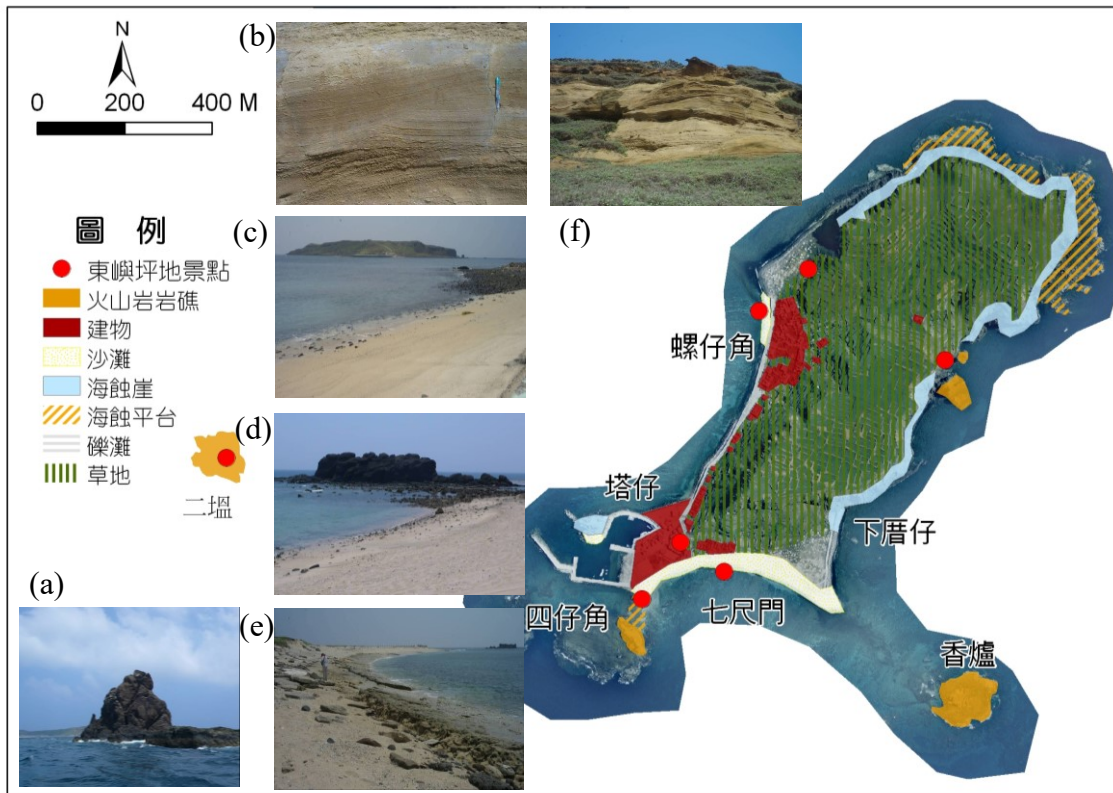 N
0 200 400 M
圖 例
東嶼坪地景點
火山岩岩礁
建物
沙灘
海蝕崖
海蝕平台
礫灘
草地
二塭
(a)
(b)
(c)
(d)
(e)
(f)
螺仔角
塔仔
下厝仔
四仔角
七尺門
香爐